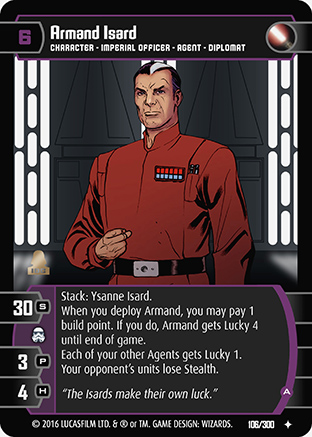 6
Armand Isard
CHARACTER - IMPERIAL OFFICER - AGENT - DIPLOMAT
30 S
3 P
4 H
Stack: Ysanne Isard.
When you deploy Armand, you may pay 1
build point. If you do, Armand gets Lucky 4
until end of game.
Each of your other Agents gets Lucky 1.
Your opponent's units lose Stealth.
"The Isards make their own luck."
A
© 2016 LUCASFILM LTD. & ® or TM. GAME DESIGN: WIZARDS.
106/300